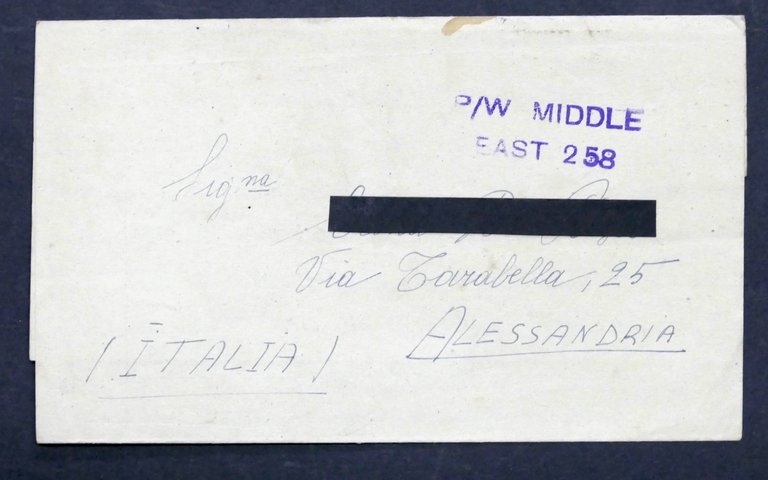 P/W MIDDLE
EAST 258
Sig.na
Via Tarabella, 25
ALESSANDRIA
(ITALIA)